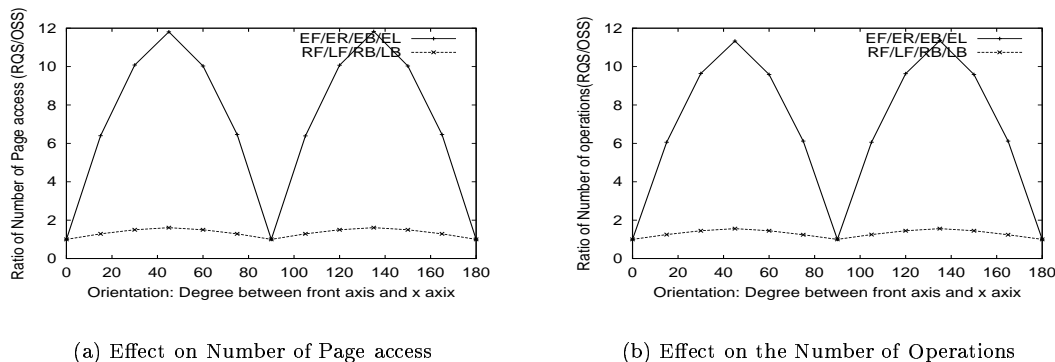 Ratio of Number of Page access (RQS/OSS)
12
10
8
6
4
2
0
EF/ER/EB/EL
RF/LF/RB/LB
0 20 40 60 80 100 120 140 160 180
Orientation: Degree between front axis and x axix
(a) Effect on Number of Page access
Ratio of Number of operations(RQS/OSS)
12
10
8
6
4
2
0
EF/ER/EB/EL
RF/LF/RB/LB
0 20 40 60 80 100 120 140 160 180
Orientation: Degree between front axis and x axix
(b) Effect on the Number of Operations